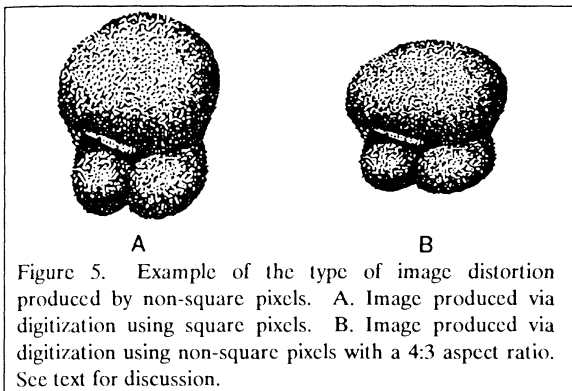 A B
Figure 5. Example of the type of image distortion
produced by non-square pixels. A. Image produced via
digitization using square pixels. B. Image produced via
digitization using non-square pixels with a 4:3 aspect ratio.
See text for discussion.